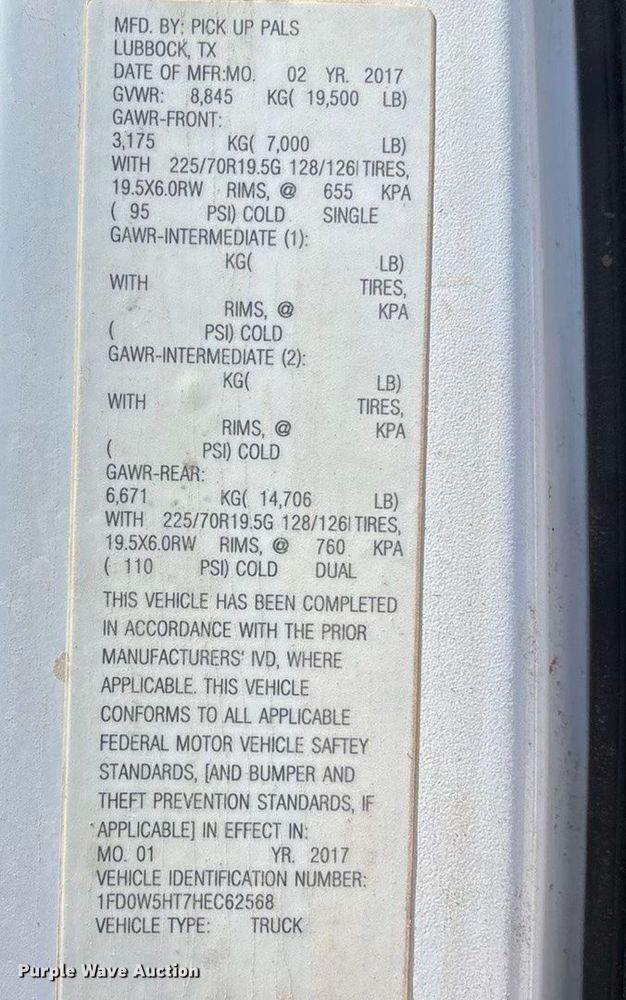 MFD. BY: PICK UP PALS
LUBBOCK, TX
DATE OF MFR:MO. 02 YR. 2017
GVWR: 8,845 KG( 19,500 LB)
GAWR-FRONT:
3,175 KG( 7,000 LB)
WITH 225/70R19.5G 128/126l TIRES,
19.5X6.0RW RIMS, @ 655 KPA
( 95 PSI) COLD SINGLE
GAWR-INTERMEDIATE (1):
KG( LB)
WITH TIRES,
RIMS, @ KPA
( PSI) COLD
GAWR-INTERMEDIATE (2):
KG( LB)
WITH TIRES,
RIMS, @ KPA
( PSI) COLD
GAWR-REAR:
6,671 KG( 14,706 LB)
WITH 225/70R19.5G 128/126l TIRES,
19.5X6.0RW RIMS, @ 760 KPA
( 110 PSI) COLD DUAL
THIS VEHICLE HAS BEEN COMPLETED
IN ACCORDANCE WITH THE PRIOR
MANUFACTURERS' IVD, WHERE
APPLICABLE. THIS VEHICLE
CONFORMS TO ALL APPLICABLE
FEDERAL MOTOR VEHICLE SAFTEY
STANDARDS, [AND BUMPER AND
THEFT PREVENTION STANDARDS, IF
APPLICABLE] IN EFFECT IN:
MO. 01 YR. 2017
VEHICLE IDENTIFICATION NUMBER:
1FD0W5HT7HEC62568
VEHICLE TYPE: TRUCK
Purple Wave Auction